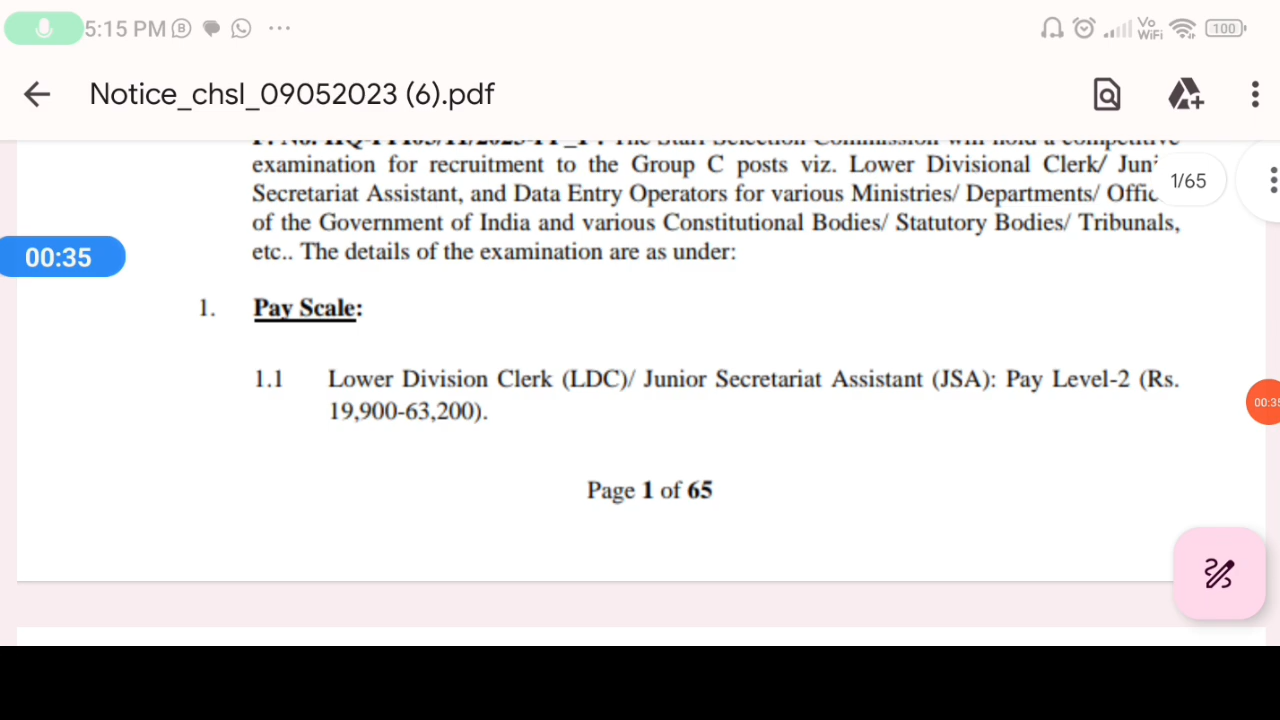 5:15 PM
Vo
WiFi
100
Notice_chsl_09052023 (6).pdf
examination for recruitment to the Group C posts viz. Lower Divisional Clerk/
1/65
Secretariat Assistant, and Data Entry Operators for various Ministries/ Departments/
of the Government of India and various Constitutional Bodies/ Statutory Bodies/ Tribunals,
00:35
etc.. The details of the examination are as under:
1. Pay Scale:
1.1 Lower Division Clerk (LDC)/ Junior Secretariat Assistant (JSA): Pay Level-2 (Rs.
19,900-63,200).
Page 1 of 65